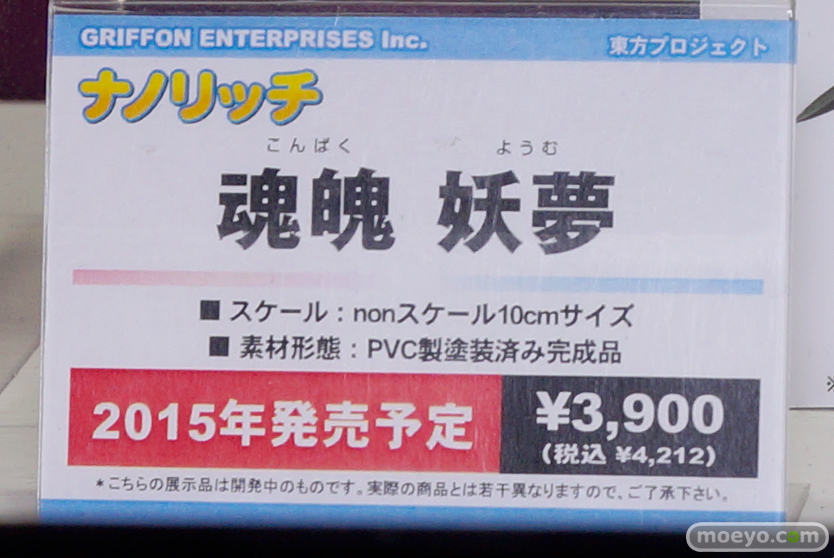 GRIFFON ENTERPRISES Inc.
東方プロジェクト
ナノリッチ
こんぱく ようむ
魂魄 妖夢
■ スケール：nonスケール10cmサイズ
■ 素材形態：PVC製塗装済み完成品
2015年発売予定
¥3,900
(税込 ¥4,212)
＊こちらの展示品は開発中のものです。実際の商品とは若干異なりますので、ご了承下さい。
※
moeyo.com